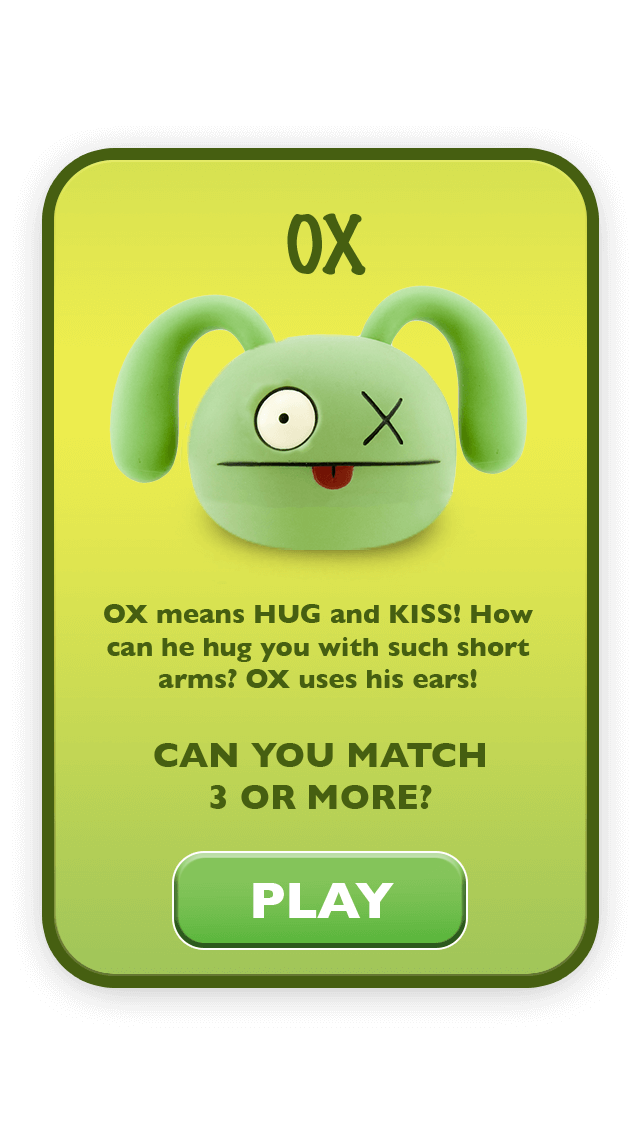 OX
OX means HUG and KISS! How
can he hug you with such short
arms? OX uses his ears!
CAN YOU MATCH
3 OR MORE?
PLAY